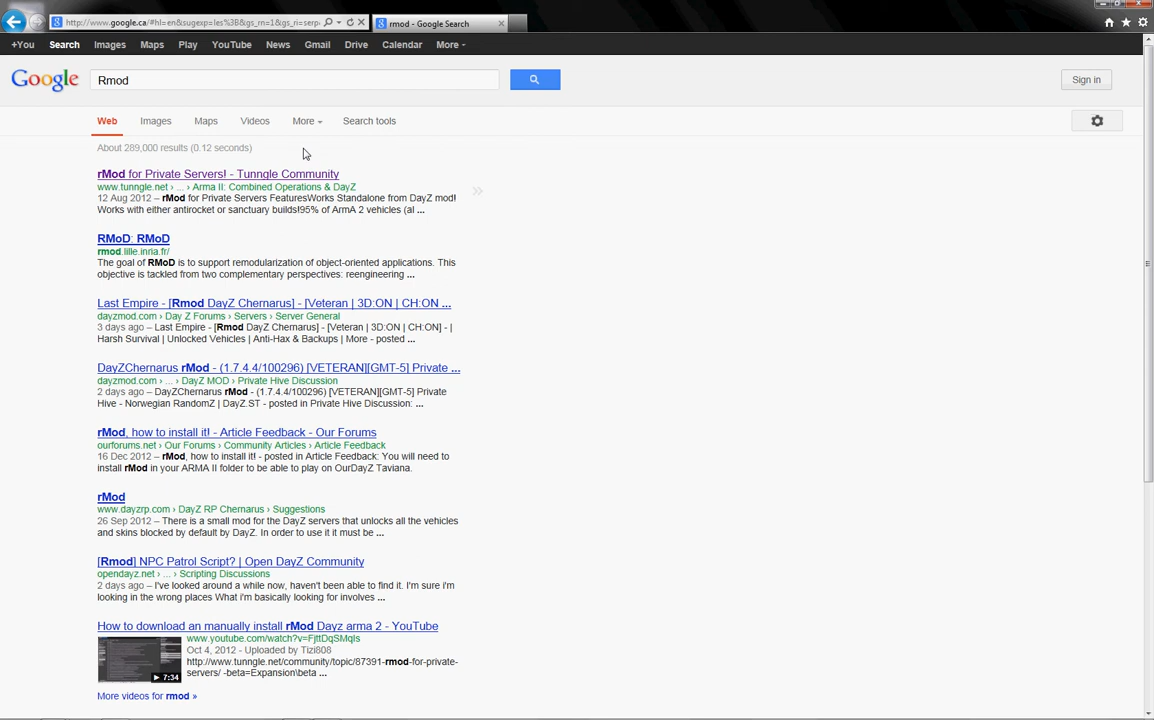 http://www.google.ca/#hl=en&sugexp=les%3B&gs_rn=1&gs_ri=serp
rmod - Google Search
+You Search Images Maps Play YouTube News Gmail Drive Calendar More
Google
Rmod
Sign in
Web Images Maps Videos More Search tools
About 289,000 results (0.12 seconds)
rMod for Private Servers! - Tunngle Community
www.tunngle.net › ... › Arma II: Combined Operations & DayZ
12 Aug 2012 – rMod for Private Servers FeaturesWorks Standalone from DayZ mod!
Works with either antirocket or sanctuary builds!95% of ArmA 2 vehicles (al ...
RMoD: RMoD
rmod.lille.inria.fr/
The goal of RMoD is to support remodularization of object-oriented applications. This
objective is tackled from two complementary perspectives: reengineering ...
Last Empire - [Rmod DayZ Chernarus] - [Veteran | 3D:ON | CH:ON ...
dayzmod.com › Day Z Forums › Servers › Server General
3 days ago – Last Empire - [Rmod DayZ Chernarus] - [Veteran | 3D:ON | CH:ON] - |
Harsh Survival | Unlocked Vehicles | Anti-Hax & Backups | More - posted ...
DayZChernarus rMod - (1.7.4.4/100296) [VETERAN][GMT-5] Private ...
dayzmod.com › ... › DayZ MOD › Private Hive Discussion
2 days ago – DayZChernarus rMod - (1.7.4.4/100296) [VETERAN][GMT-5] Private
Hive - Norwegian RandomZ | DayZ.ST - posted in Private Hive Discussion: ...
rMod, how to install it! - Article Feedback - Our Forums
ourforums.net › Our Forums › Community Articles › Article Feedback
16 Dec 2012 – rMod, how to install it! - posted in Article Feedback: You will need to
install rMod in your ARMA II folder to be able to play on OurDayZ Taviana.
rMod
www.dayzrp.com › DayZ RP Chernarus › Suggestions
26 Sep 2012 – There is a small mod for the DayZ servers that unlocks all the vehicles
and skins blocked by default by DayZ. In order to use it it must be ...
[Rmod] NPC Patrol Script? | Open DayZ Community
opendayz.net › ... › Scripting Discussions
2 days ago – I've looked around a while now, haven't been able to find it. I'm sure i'm
looking in the wrong places What i'm basically looking for involves ...
How to download an manually install rMod Dayz arma 2 - YouTube
www.youtube.com/watch?v=FjttDqSMqIs
Oct 4, 2012 - Uploaded by Tizi808
http://www.tunngle.net/community/topic/87391-rmod-for-private-
servers/ -beta=Expansion\beta ...
7:34
More videos for rmod »